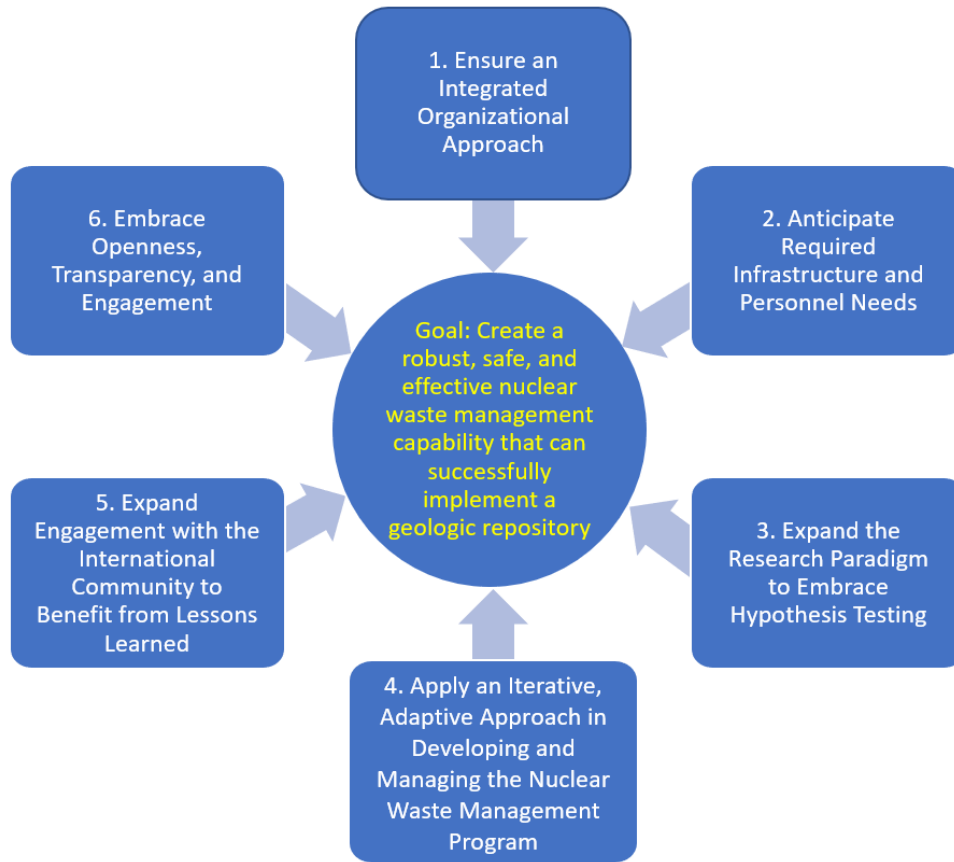 1. Ensure an
Integrated
Organizational
Approach
2. Anticipate
Required
Infrastructure and
Personnel Needs
3. Expand the
Research Paradigm
to Embrace
Hypothesis Testing
4. Apply an Iterative,
Adaptive Approach in
Developing and
Managing the Nuclear
Waste Management
Program
5. Expand
Engagement with the
International
Community to
Benefit from Lessons
Learned
6. Embrace
Openness,
Transparency, and
Engagement
Goal: Create a
robust, safe, and
effective nuclear
waste management
capability that can
successfully
implement a
geologic repository